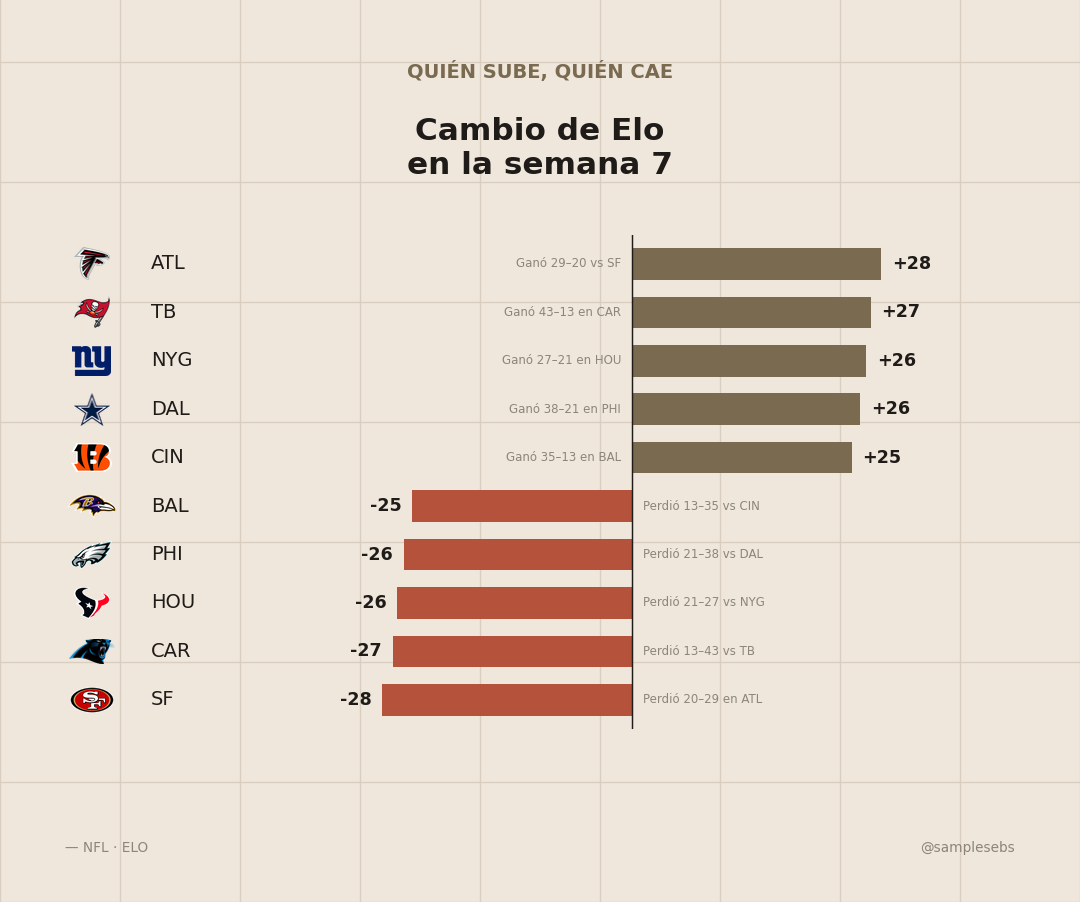 QUIÉN SUBE, QUIÉN CAE
Cambio de Elo
en la semana 7
ATL Ganó 29–20 vs SF +28
TB Ganó 43–13 en CAR +27
NYG Ganó 27–21 en HOU +26
DAL Ganó 38–21 en PHI +26
CIN Ganó 35–13 en BAL +25
BAL -25 Perdió 13–35 vs CIN
PHI -26 Perdió 21–38 vs DAL
HOU -26 Perdió 21–27 vs NYG
CAR -27 Perdió 13–43 vs TB
SF -28 Perdió 20–29 en ATL
— NFL · ELO @samplesebs